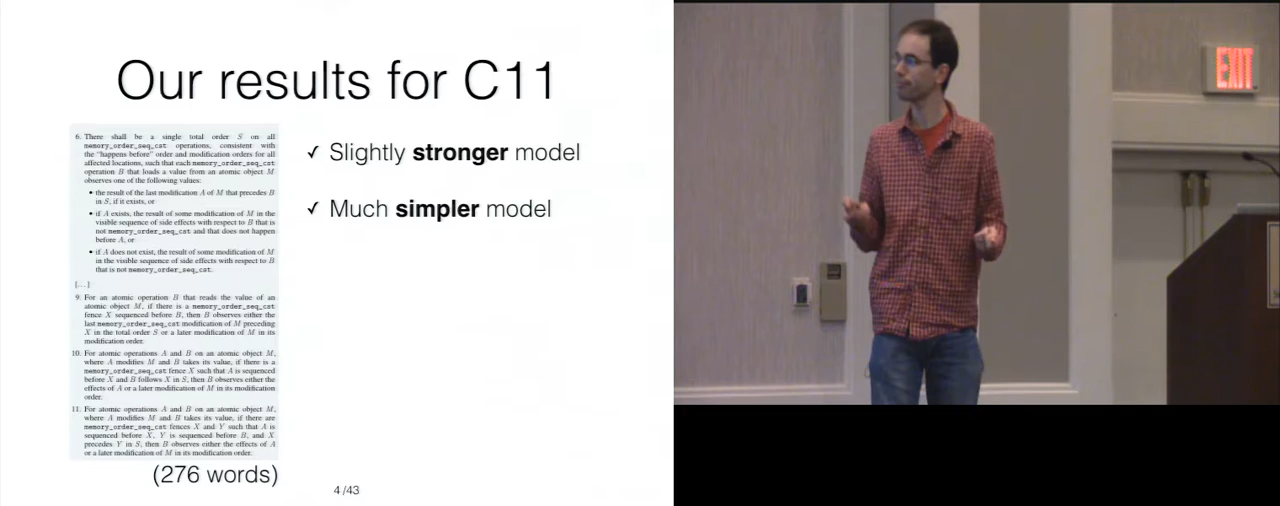 Our results for C11
6. There shall be a single total order S on all
memory_order_seq_cst operations, consistent with
the "happens before" order and modification orders for all
affected locations, such that each memory_order_seq_cst
operation B that loads a value from an atomic object M
observes one of the following values:
• the result of the last modification A of M that precedes B
in S, if it exists, or
• if A exists, the result of some modification of M in the
visible sequence of side effects with respect to B that is
not memory_order_seq_cst and that does not happen
before A, or
• if A does not exist, the result of some modification of M
in the visible sequence of side effects with respect to B
that is not memory_order_seq_cst.
[...]
9. For an atomic operation B that reads the value of an
atomic object M, if there is a memory_order_seq_cst
fence X sequenced before B, then B observes either the
last memory_order_seq_cst modification of M preceding
X in the total order S or a later modification of M in its
modification order.
10. For atomic operations A and B on an atomic object M,
where A modifies M and B takes its value, if there is a
memory_order_seq_cst fence X such that A is sequenced
before X and B follows X in S, then B observes either the
effects of A or a later modification of M in its modification
order.
11. For atomic operations A and B on an atomic object M,
where A modifies M and B takes its value, if there are
memory_order_seq_cst fences X and Y such that A is
sequenced before X, Y is sequenced before B, and X
precedes Y in S, then B observes either the effects of A
or a later modification of M in its modification order.
(276 words)
✓ Slightly stronger model
✓ Much simpler model
4 /43
EXIT